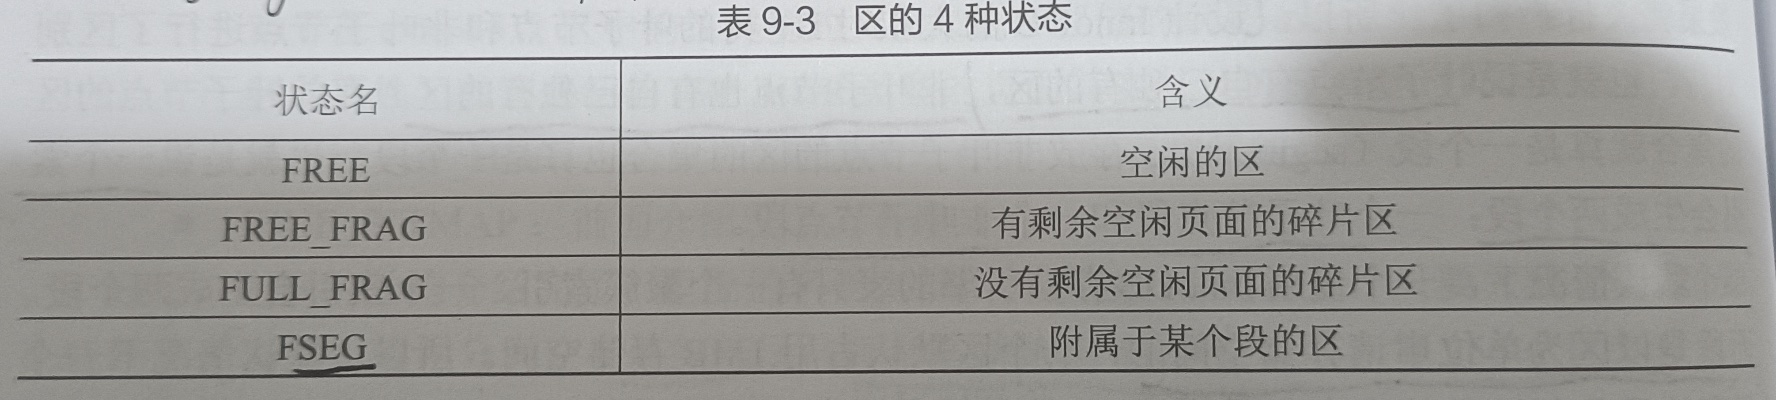 表 9-3 区的 4 种状态
状态名 含义
FREE 空闲的区
FREE_FRAG 有剩余空闲页面的碎片区
FULL_FRAG 没有剩余空闲页面的碎片区
FSEG 附属于某个段的区